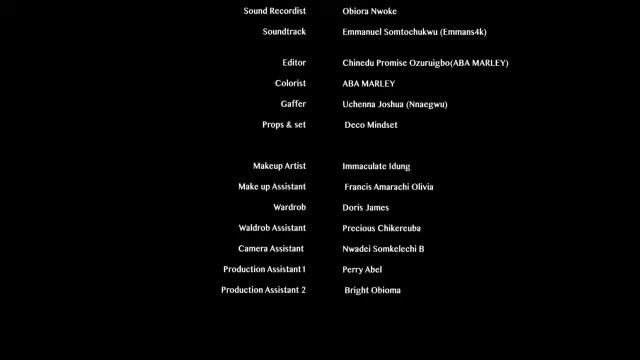 Sound Recordist Obiora Nwoke
Soundtrack Emmanuel Somtochukwu (Emmans4k)
Editor Chinedu Promise Ozuruigbo(ABA MARLEY)
Colorist ABA MARLEY
Gaffer Uchenna Joshua (Nnaegwu)
Props & set Deco Mindset
Makeup Artist Immaculate Idung
Make up Assistant Francis Amarachi Olivia
Wardrob Doris James
Waldrob Assistant Precious Chikereuba
Camera Assistant Nwadei Somkelechi B
Production Assistant1 Perry Abel
Production Assistant 2 Bright Obioma